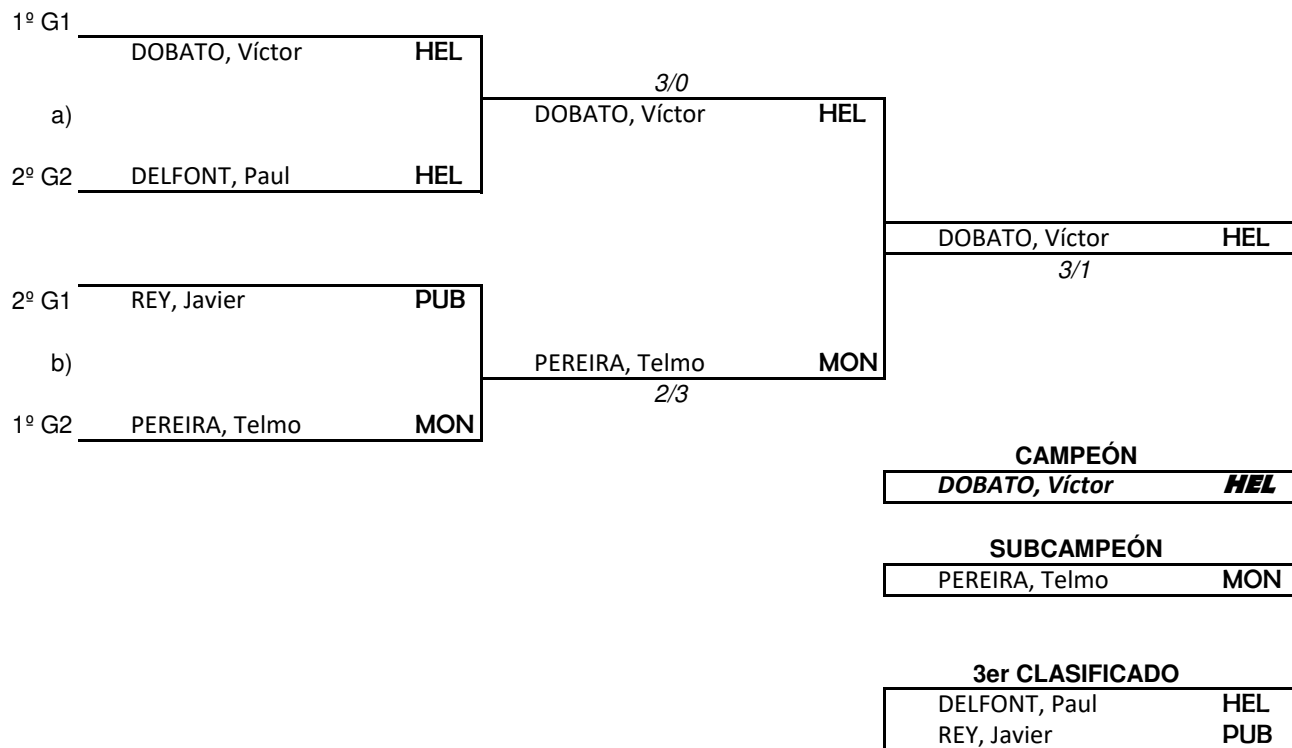 1º G1
DOBATO, Víctor HEL
3/0
a) DOBATO, Víctor HEL
2º G2 DELFONT, Paul HEL
DOBATO, Víctor HEL
3/1
2º G1 REY, Javier PUB
b) PEREIRA, Telmo MON
2/3
1º G2 PEREIRA, Telmo MON
CAMPEÓN
DOBATO, Víctor HEL
SUBCAMPEÓN
PEREIRA, Telmo MON
3er CLASIFICADO
DELFONT, Paul HEL
REY, Javier PUB